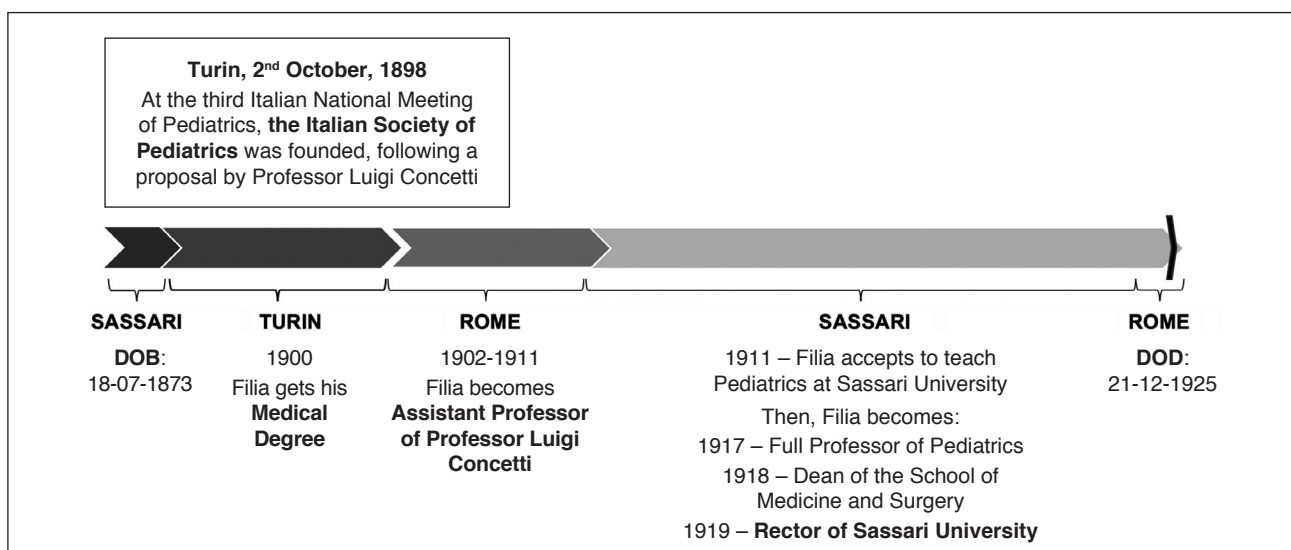 Turin, 2nd October, 1898
At the third Italian National Meeting
of Pediatrics, the Italian Society of
Pediatrics was founded, following a
proposal by Professor Luigi Concetti
SASSARI
DOB:
18-07-1873
TURIN
1900
Filia gets his
Medical
Degree
ROME
1902-1911
Filia becomes
Assistant Professor
of Professor Luigi
Concetti
SASSARI
1911 – Filia accepts to teach
Pediatrics at Sassari University
Then, Filia becomes:
1917 – Full Professor of Pediatrics
1918 – Dean of the School of
Medicine and Surgery
1919 – Rector of Sassari University
ROME
DOD:
21-12-1925